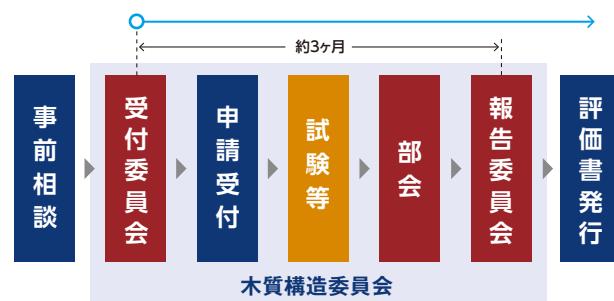 約3ヶ月
事前相談
受付委員会
申請受付
試験等
部会
報告委員会
評価書発行
木質構造委員会